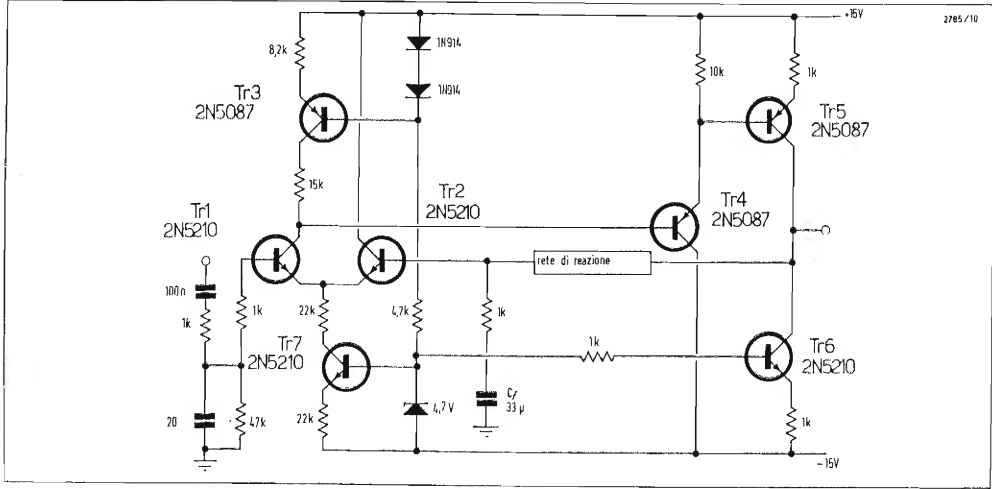 +15V
2785/10
8,2k
1N914
1N914
10k
1k
Tr3
2N5087
Tr5
2N5087
15k
Tr2
2N5210
Tr4
2N5087
Tr1
2N5210
rete di reazione
100n
1k
1k
22k
4,7k
1k
1k
Tr7
2N5210
Tr6
2N5210
20
47k
22k
4,7V
Cf
33 µ
1k
-15V